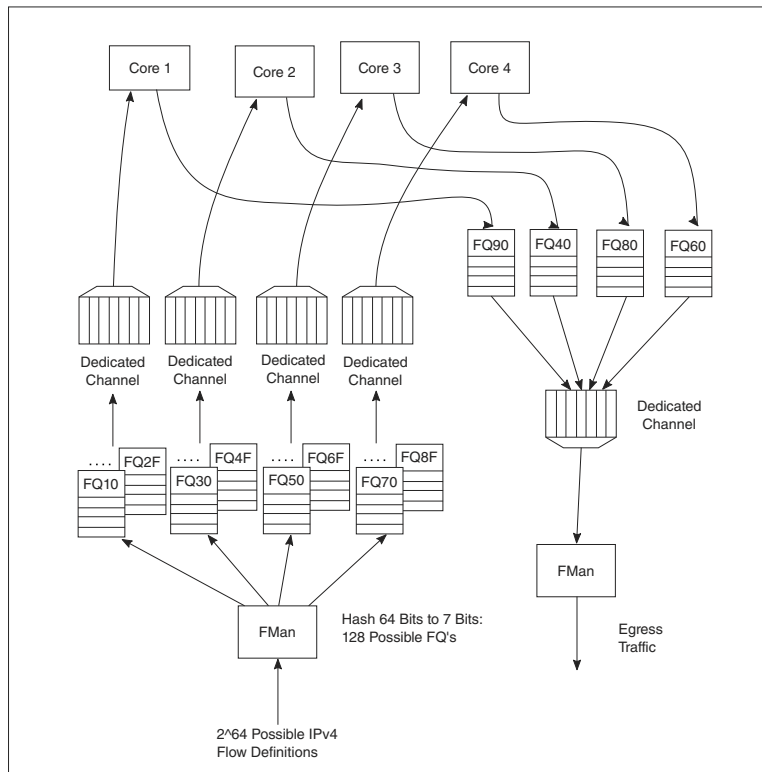 Core 1
Core 2
Core 3
Core 4
FQ90
FQ40
FQ80
FQ60
Dedicated
Channel
Dedicated
Channel
Dedicated
Channel
Dedicated
Channel
Dedicated
Channel
....
FQ2F
FQ10
....
FQ4F
FQ30
....
FQ6F
FQ50
....
FQ8F
FQ70
FMan
Hash 64 Bits to 7 Bits:
128 Possible FQ's
FMan
Egress
Traffic
2^64 Possible IPv4
Flow Definitions